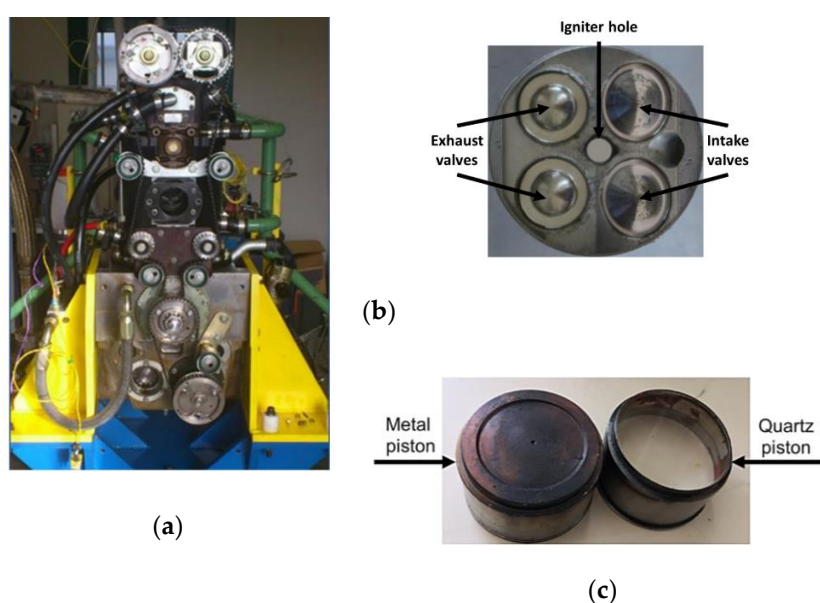 Igniter hole
Exhaust
valves
Intake
valves
(b)
Metal
piston
Quartz
piston
(a)
(c)